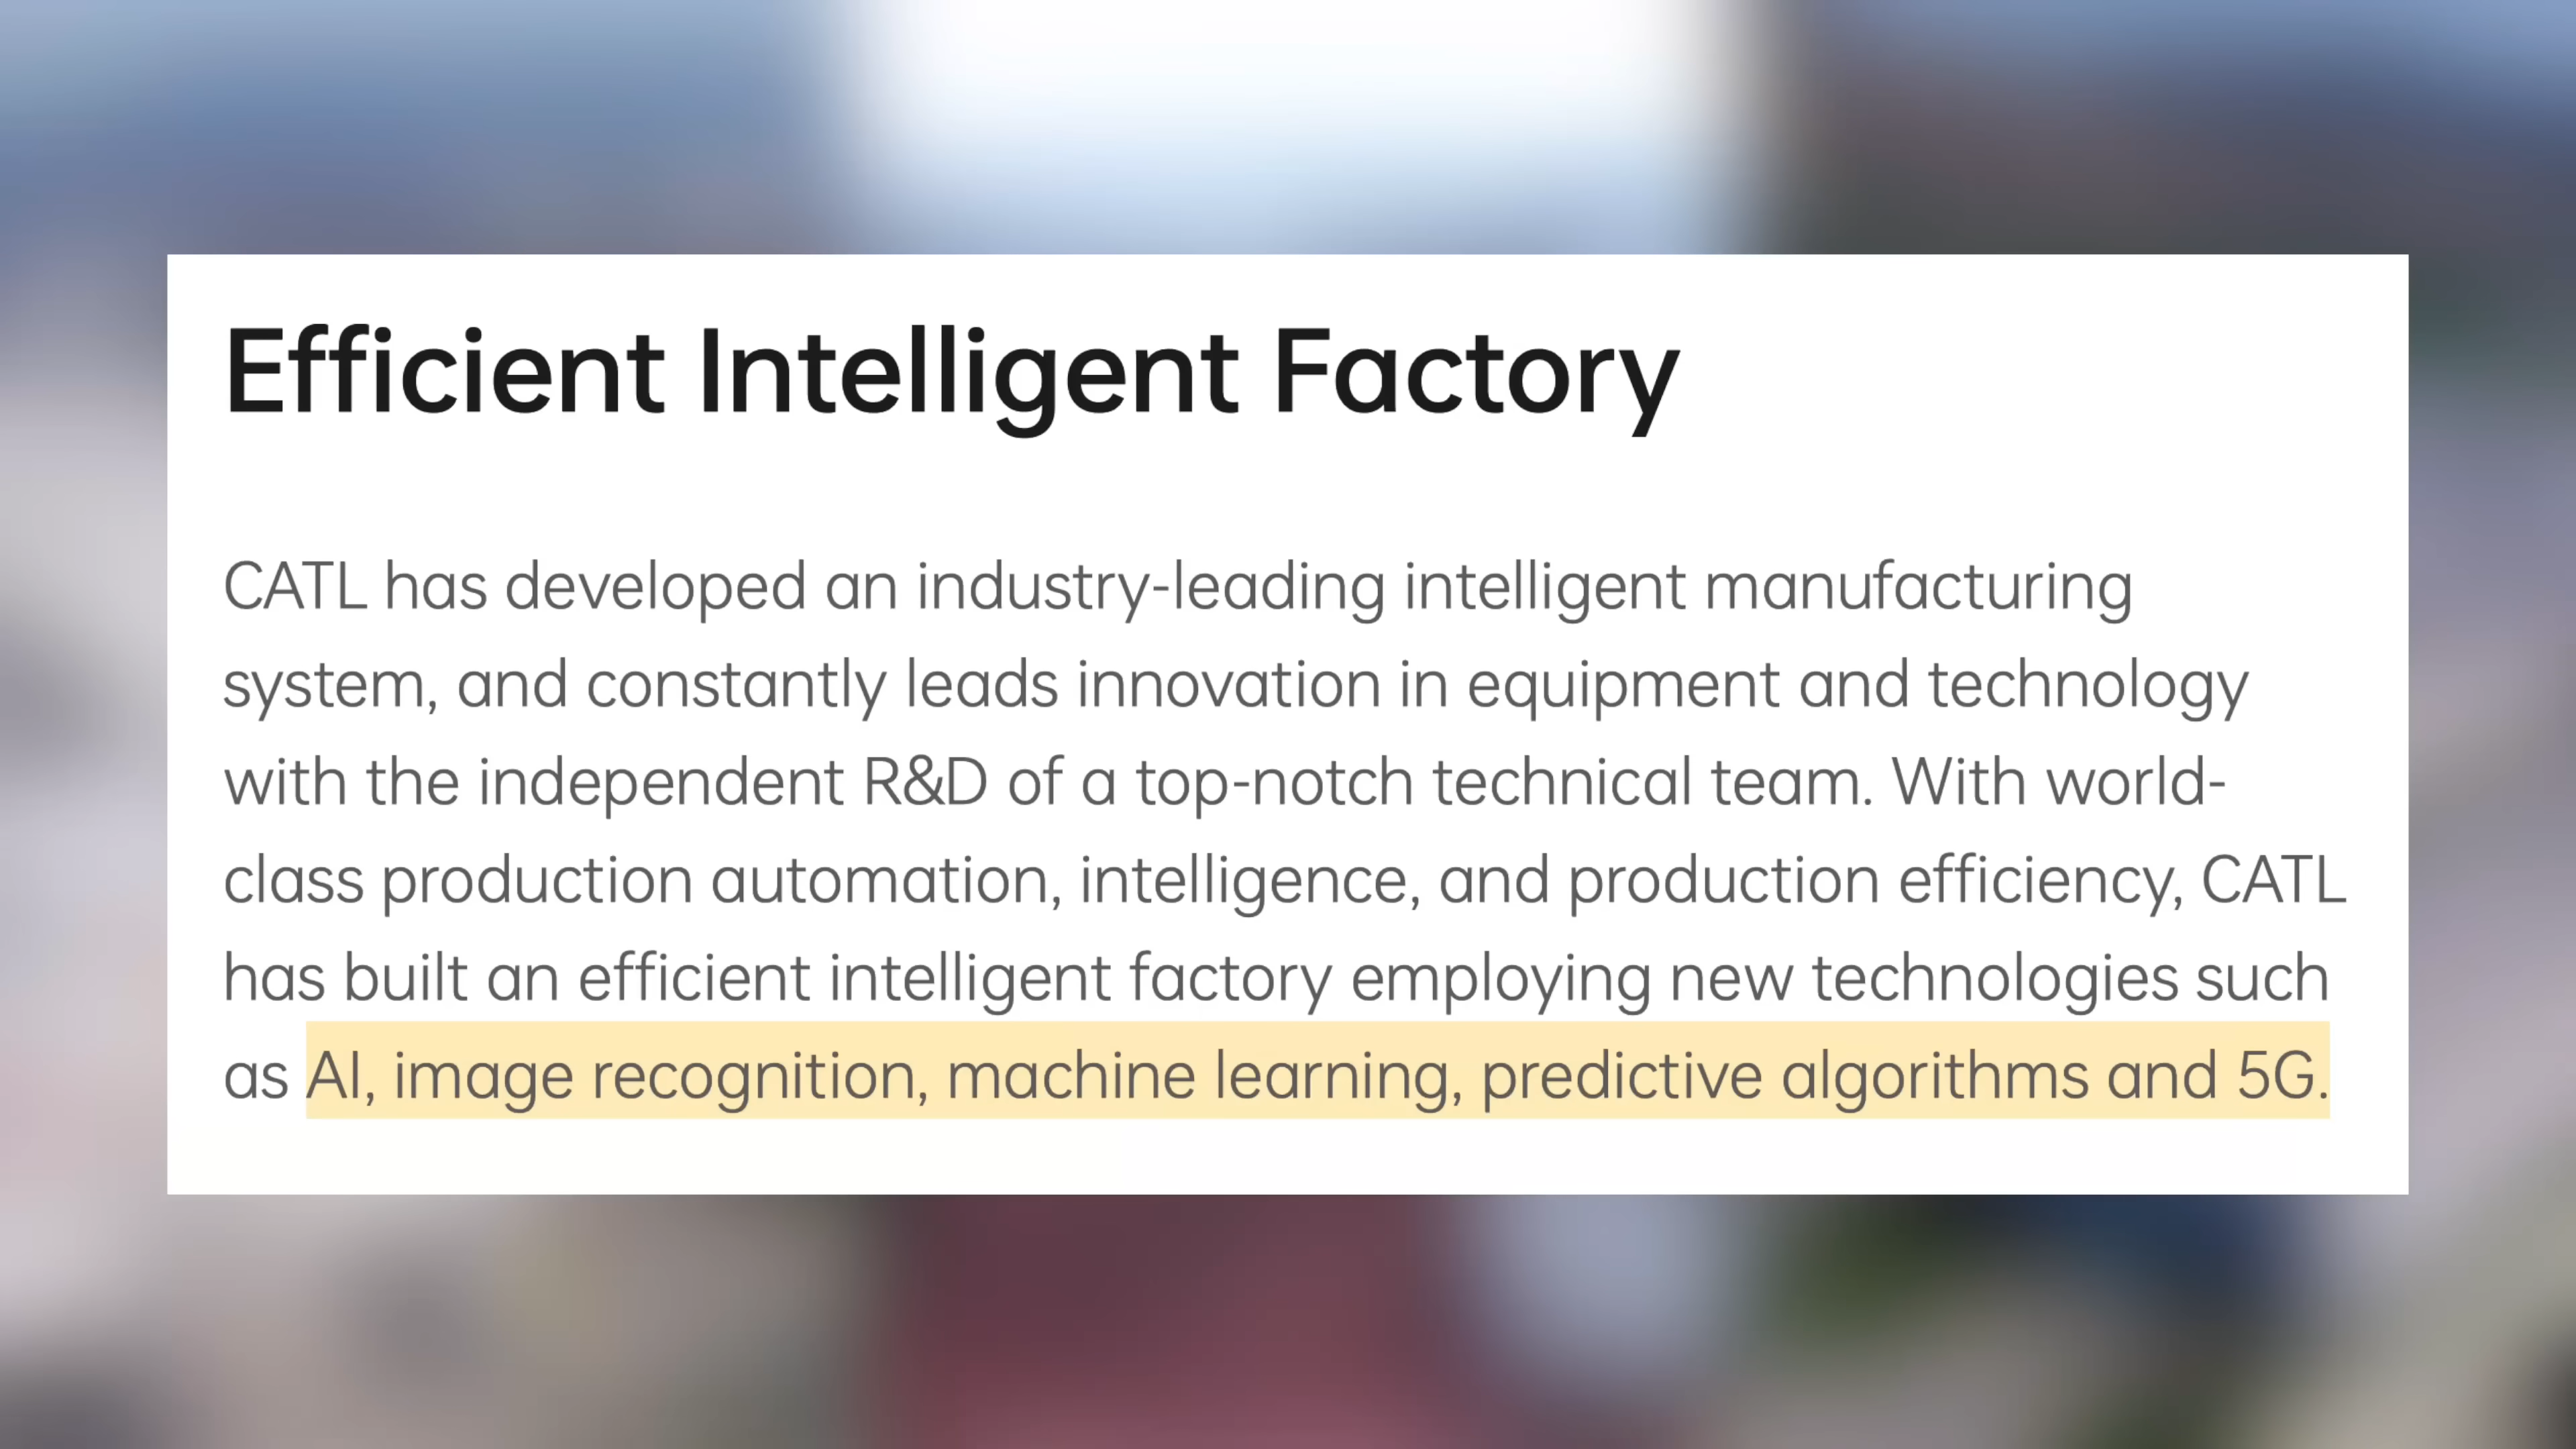 Efficient Intelligent Factory
CATL has developed an industry-leading intelligent manufacturing
system, and constantly leads innovation in equipment and technology
with the independent R&D of a top-notch technical team. With world-
class production automation, intelligence, and production efficiency, CATL
has built an efficient intelligent factory employing new technologies such
as AI, image recognition, machine learning, predictive algorithms and 5G.